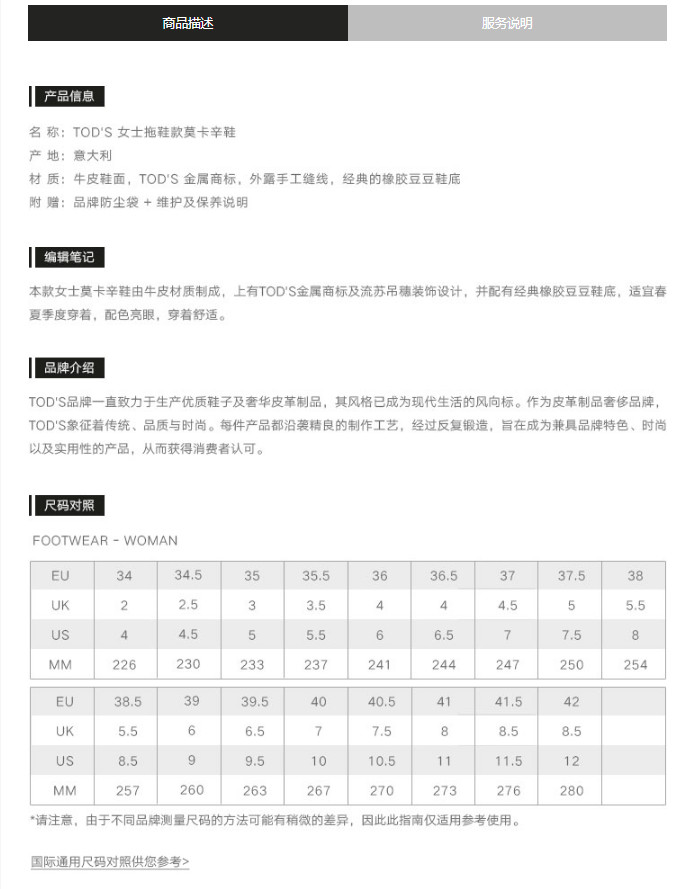 商品描述 服务说明
产品信息
名 称：TOD'S 女士拖鞋款莫卡辛鞋
产 地：意大利
材 质：牛皮鞋面，TOD'S 金属商标，外露手工缝线，经典的橡胶豆豆鞋底
附 赠：品牌防尘袋 + 维护及保养说明
编辑笔记
本款女士莫卡辛鞋由牛皮材质制成，上有TOD'S金属商标及流苏吊穗装饰设计，并配有经典橡胶豆豆鞋底，适宜春
夏季度穿着，配色亮眼，穿着舒适。
品牌介绍
TOD'S品牌一直致力于生产优质鞋子及奢华皮革制品，其风格已成为现代生活的风向标。作为皮革制品奢侈品牌，
TOD'S象征着传统、品质与时尚。每件产品都沿袭精良的制作工艺，经过反复锻造，旨在成为兼具品牌特色、时尚
以及实用性的产品，从而获得消费者认可。
尺码对照
FOOTWEAR - WOMAN
EU 34 34.5 35 35.5 36 36.5 37 37.5 38
UK 2 2.5 3 3.5 4 4 4.5 5 5.5
US 4 4.5 5 5.5 6 6.5 7 7.5 8
MM 226 230 233 237 241 244 247 250 254
EU 38.5 39 39.5 40 40.5 41 41.5 42
UK 5.5 6 6.5 7 7.5 8 8.5 8.5
US 8.5 9 9.5 10 10.5 11 11.5 12
MM 257 260 263 267 270 273 276 280
*请注意，由于不同品牌测量尺码的方法可能有稍微的差异，因此此指南仅适用参考使用。
国际通用尺码对照供您参考>